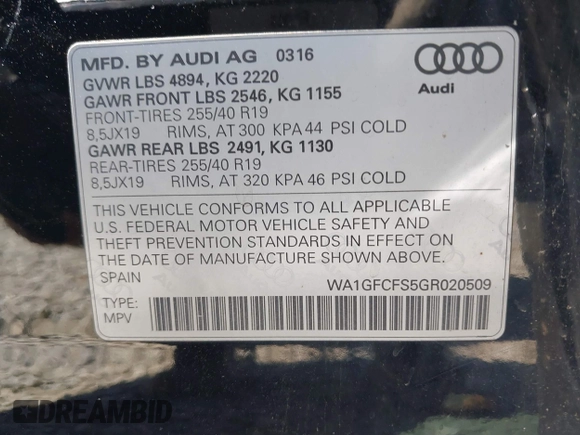 MFD. BY AUDI AG 0316
GVWR LBS 4894, KG 2220
GAWR FRONT LBS 2546, KG 1155
FRONT-TIRES 255/40 R19
8,5JX19 RIMS, AT 300 KPA 44 PSI COLD
GAWR REAR LBS 2491, KG 1130
REAR-TIRES 255/40 R19
8,5JX19 RIMS, AT 320 KPA 46 PSI COLD
Audi
THIS VEHICLE CONFORMS TO ALL APPLICABLE
U.S. FEDERAL MOTOR VEHICLE SAFETY AND
THEFT PREVENTION STANDARDS IN EFFECT ON
THE DATE OF MANUFACTURE SHOWN ABOVE.
SPAIN WA1GFCFS5GR020509
TYPE:
MPV
DREAMBID